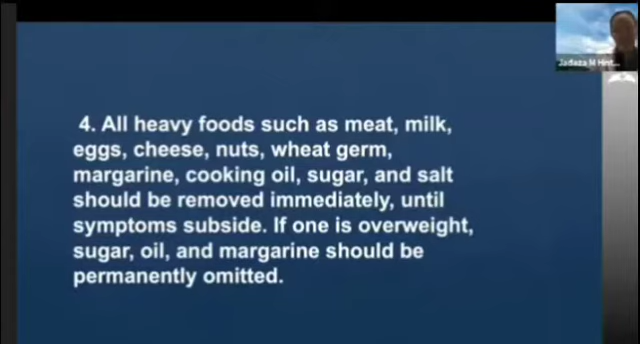 Jadieza M Hint...
4. All heavy foods such as meat, milk,
eggs, cheese, nuts, wheat germ,
margarine, cooking oil, sugar, and salt
should be removed immediately, until
symptoms subside. If one is overweight,
sugar, oil, and margarine should be
permanently omitted.